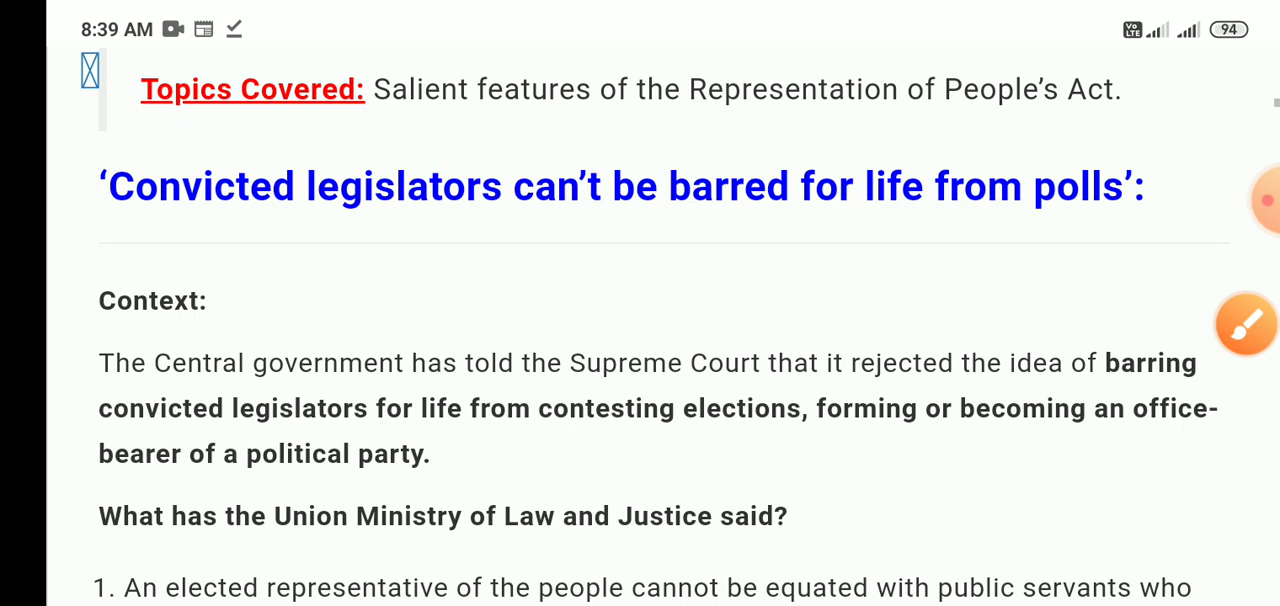 8:39 AM
Vo LTE
94
Topics Covered: Salient features of the Representation of People’s Act.
‘Convicted legislators can’t be barred for life from polls’:
Context:
The Central government has told the Supreme Court that it rejected the idea of barring
convicted legislators for life from contesting elections, forming or becoming an office-
bearer of a political party.
What has the Union Ministry of Law and Justice said?
1. An elected representative of the people cannot be equated with public servants who